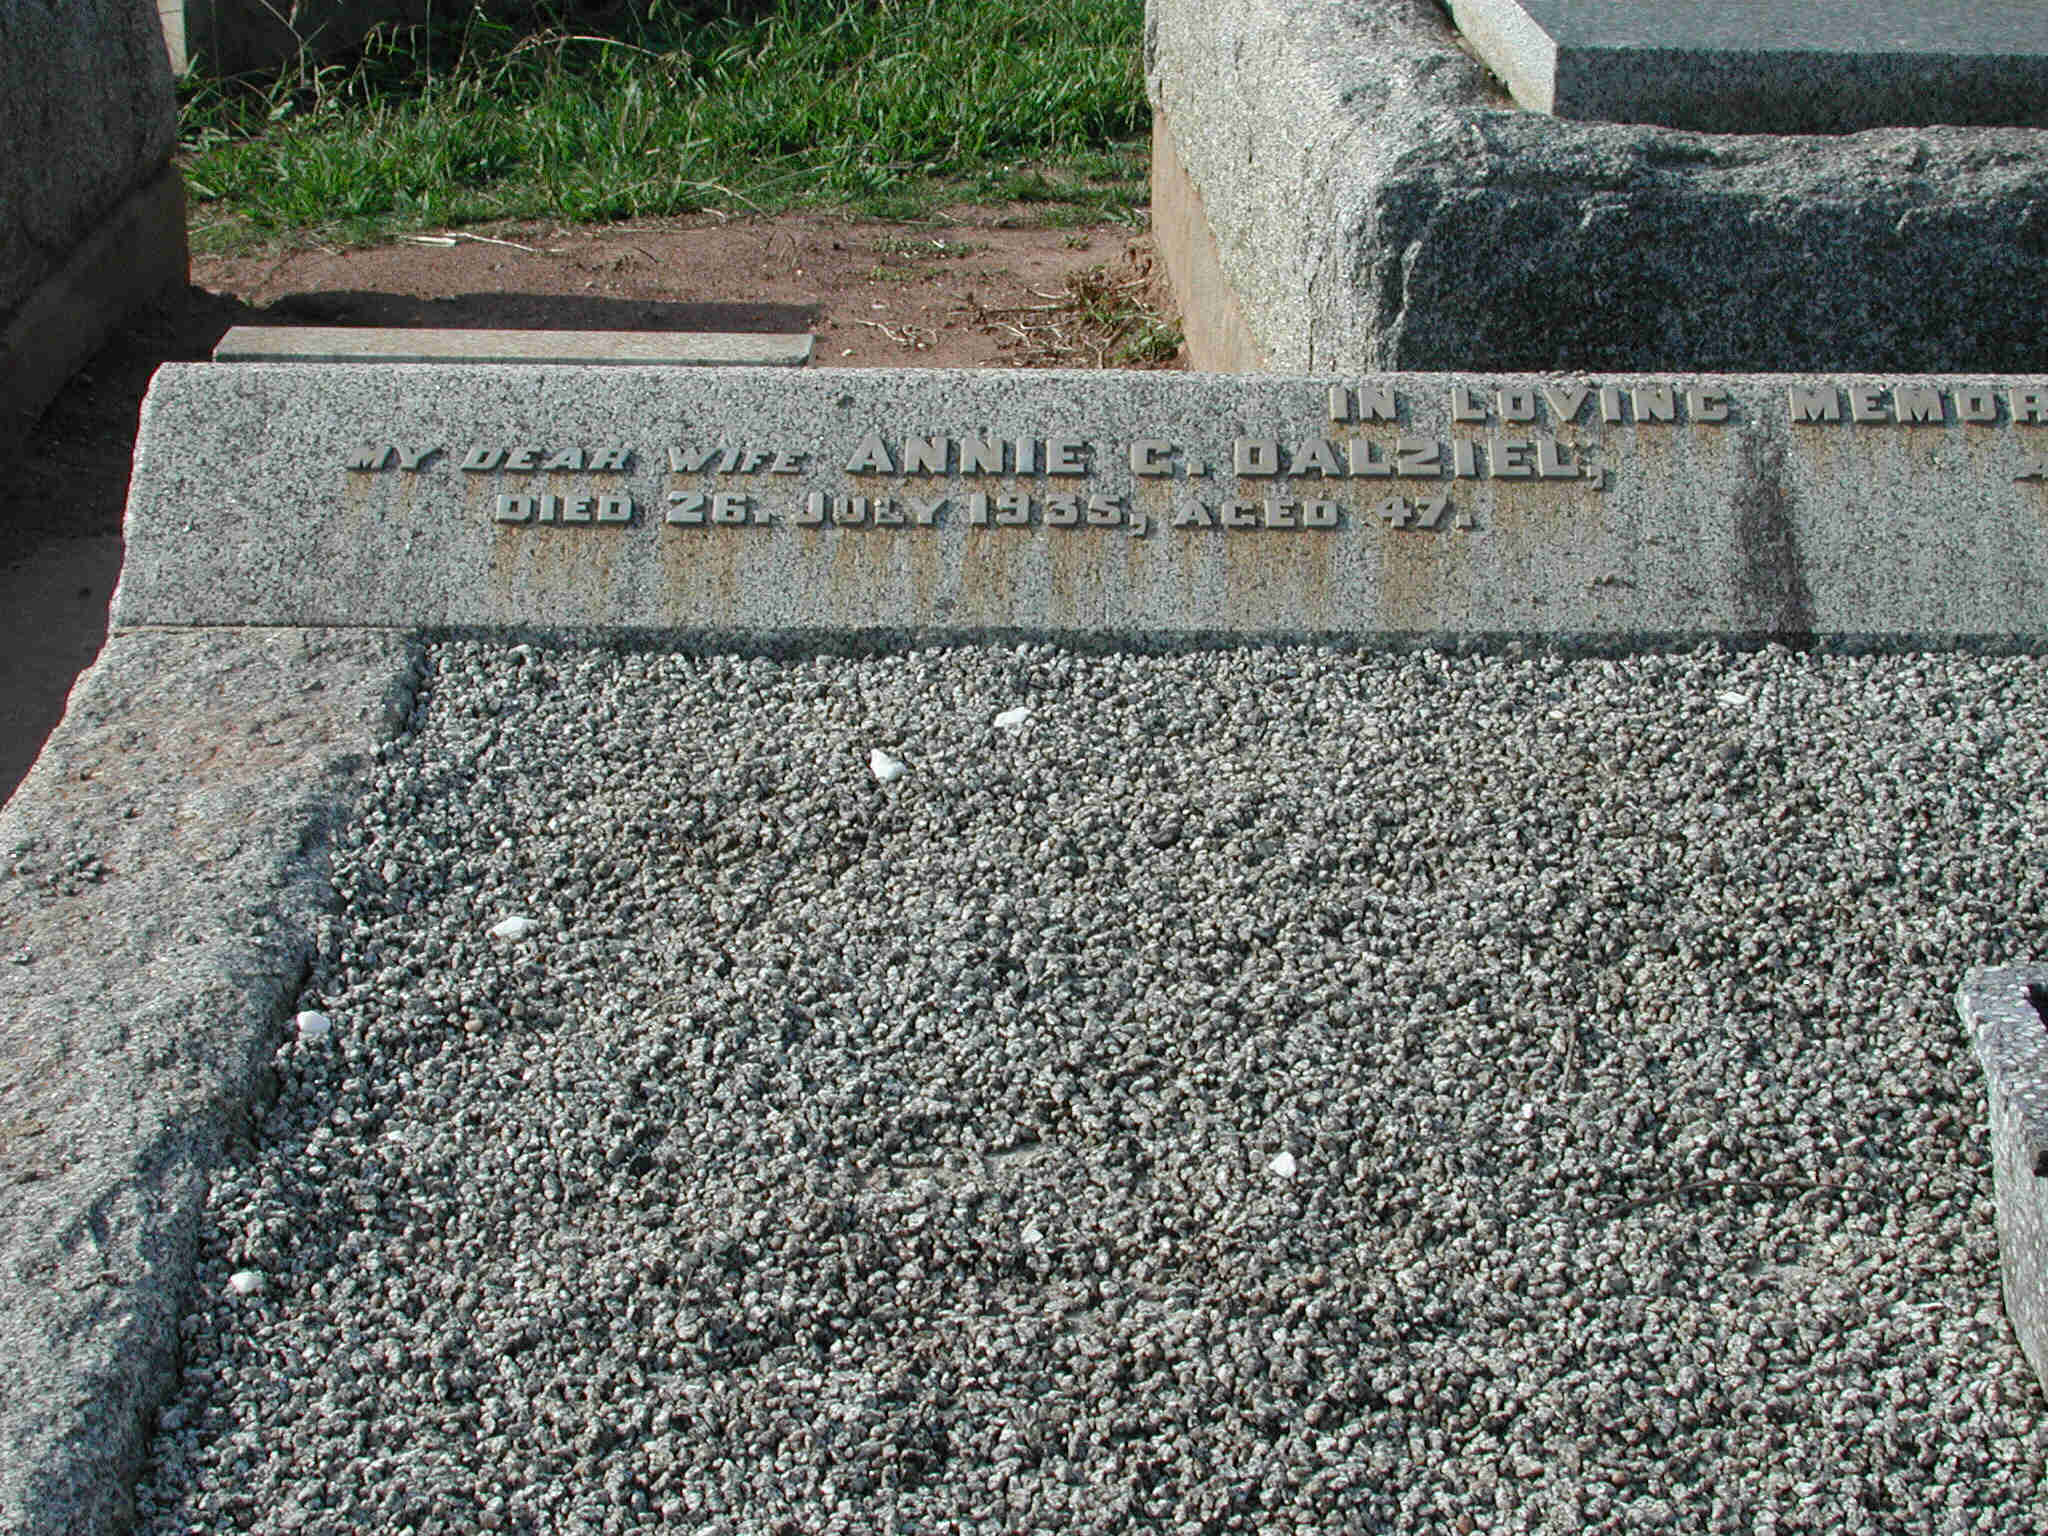 IN LOVING MEMOR
MY DEAR WIFE ANNIE C. DALZIEL,
DIED 26. JULY 1935, AGED 47.